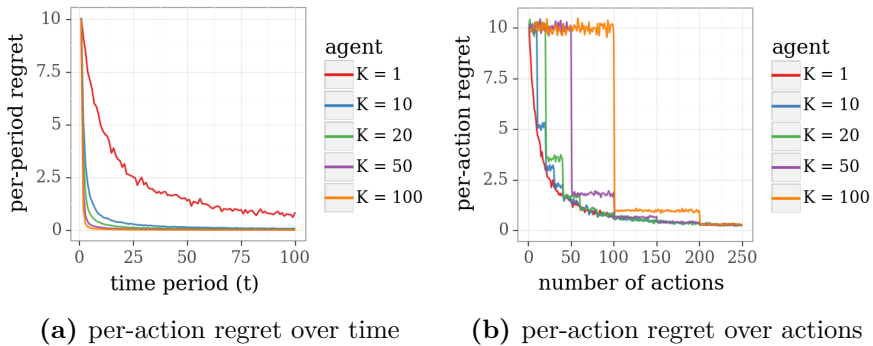 10.0
7.5
5.0
2.5
0
per-period regret
0
25
50
75
100
time period (t)
agent
K = 1
K = 10
K = 20
K = 50
K = 100
(a) per-action regret over time
10
7.5
5.0
2.5
0
per-action regret
0
50
100
150
200
250
number of actions
agent
K = 1
K = 10
K = 20
K = 50
K = 100
(b) per-action regret over actions